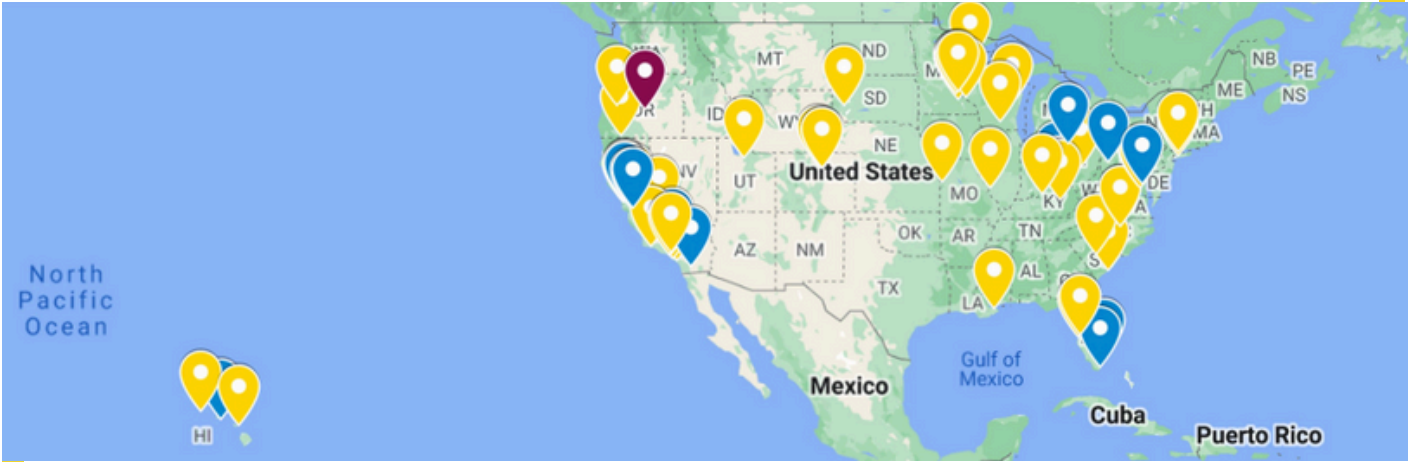 MT
ND
NB
PE
ME
NS
SD
ID
MA
NE
United States
NV
UT
DE
MO
KY
OK
AR
TN
AZ
NM
AL
North
Pacific
Ocean
TX
LA
Gulf of
Mexico
Mexico
Cuba
HI
Puerto Rico